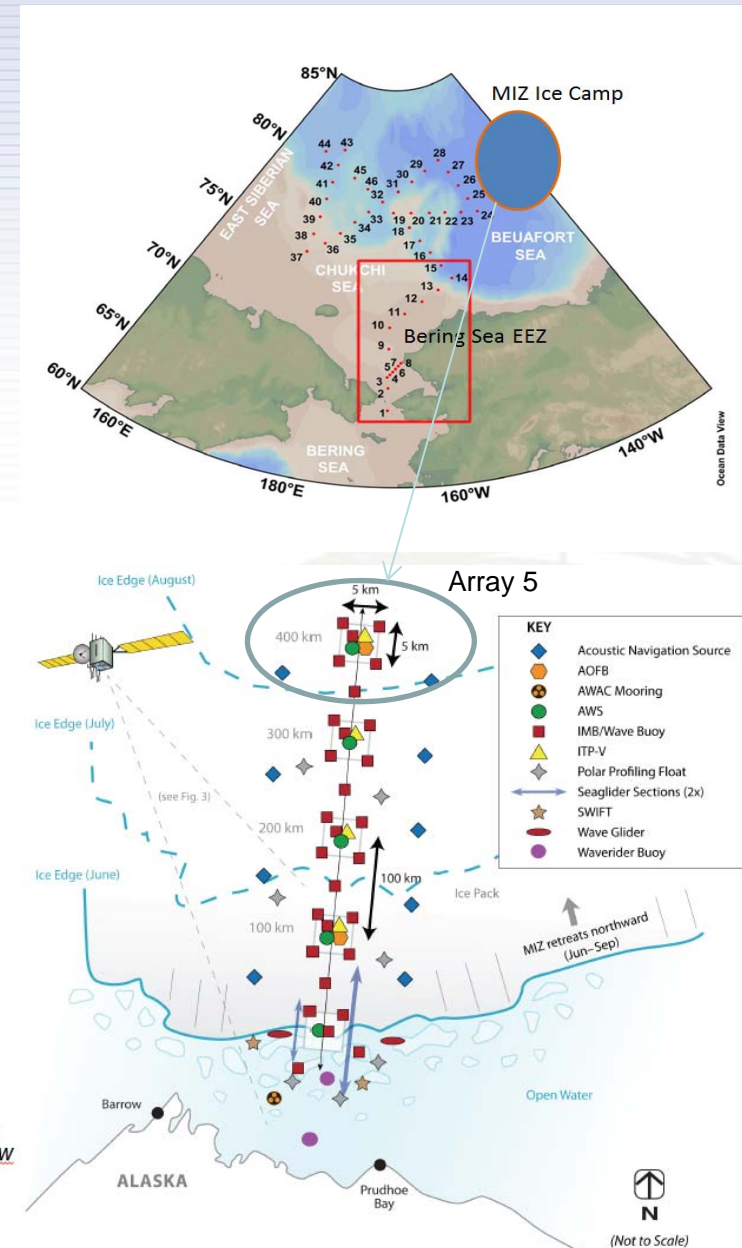 85°N
MIZ Ice Camp
80°N
44 43
28
42
29
27
45
30
41
46
31
26
75°N
32
25
40
EAST SIBERIAN
SEA
39
33
19 20 21 22 23 24
34
18
38
35
17
BEUAFORT
SEA
36
37
16
70°N
CHUKCHI
SEA
15
14
13
12
11
65°N
10
Bering Sea EEZ
9
7 8
5
6
60°N
3 4
2
1
160°E
BERING
SEA
140°W
180°E
160°W
Ocean Data View
Ice Edge (August)
Array 5
5 km
400 km
5 km
KEY
Acoustic Navigation Source
AOFB
AWAC Mooring
AWS
IMB/Wave Buoy
ITP-V
Polar Profiling Float
Seaglider Sections (2x)
SWIFT
Wave Glider
Waverider Buoy
Ice Edge (July)
300 km
(see Fig. 3)
200 km
100 km
Ice Edge (June)
Ice Pack
100 km
MIZ retreats northward
(Jun–Sep)
Open Water
Barrow
W
ALASKA
Prudhoe
Bay
N
(Not to Scale)